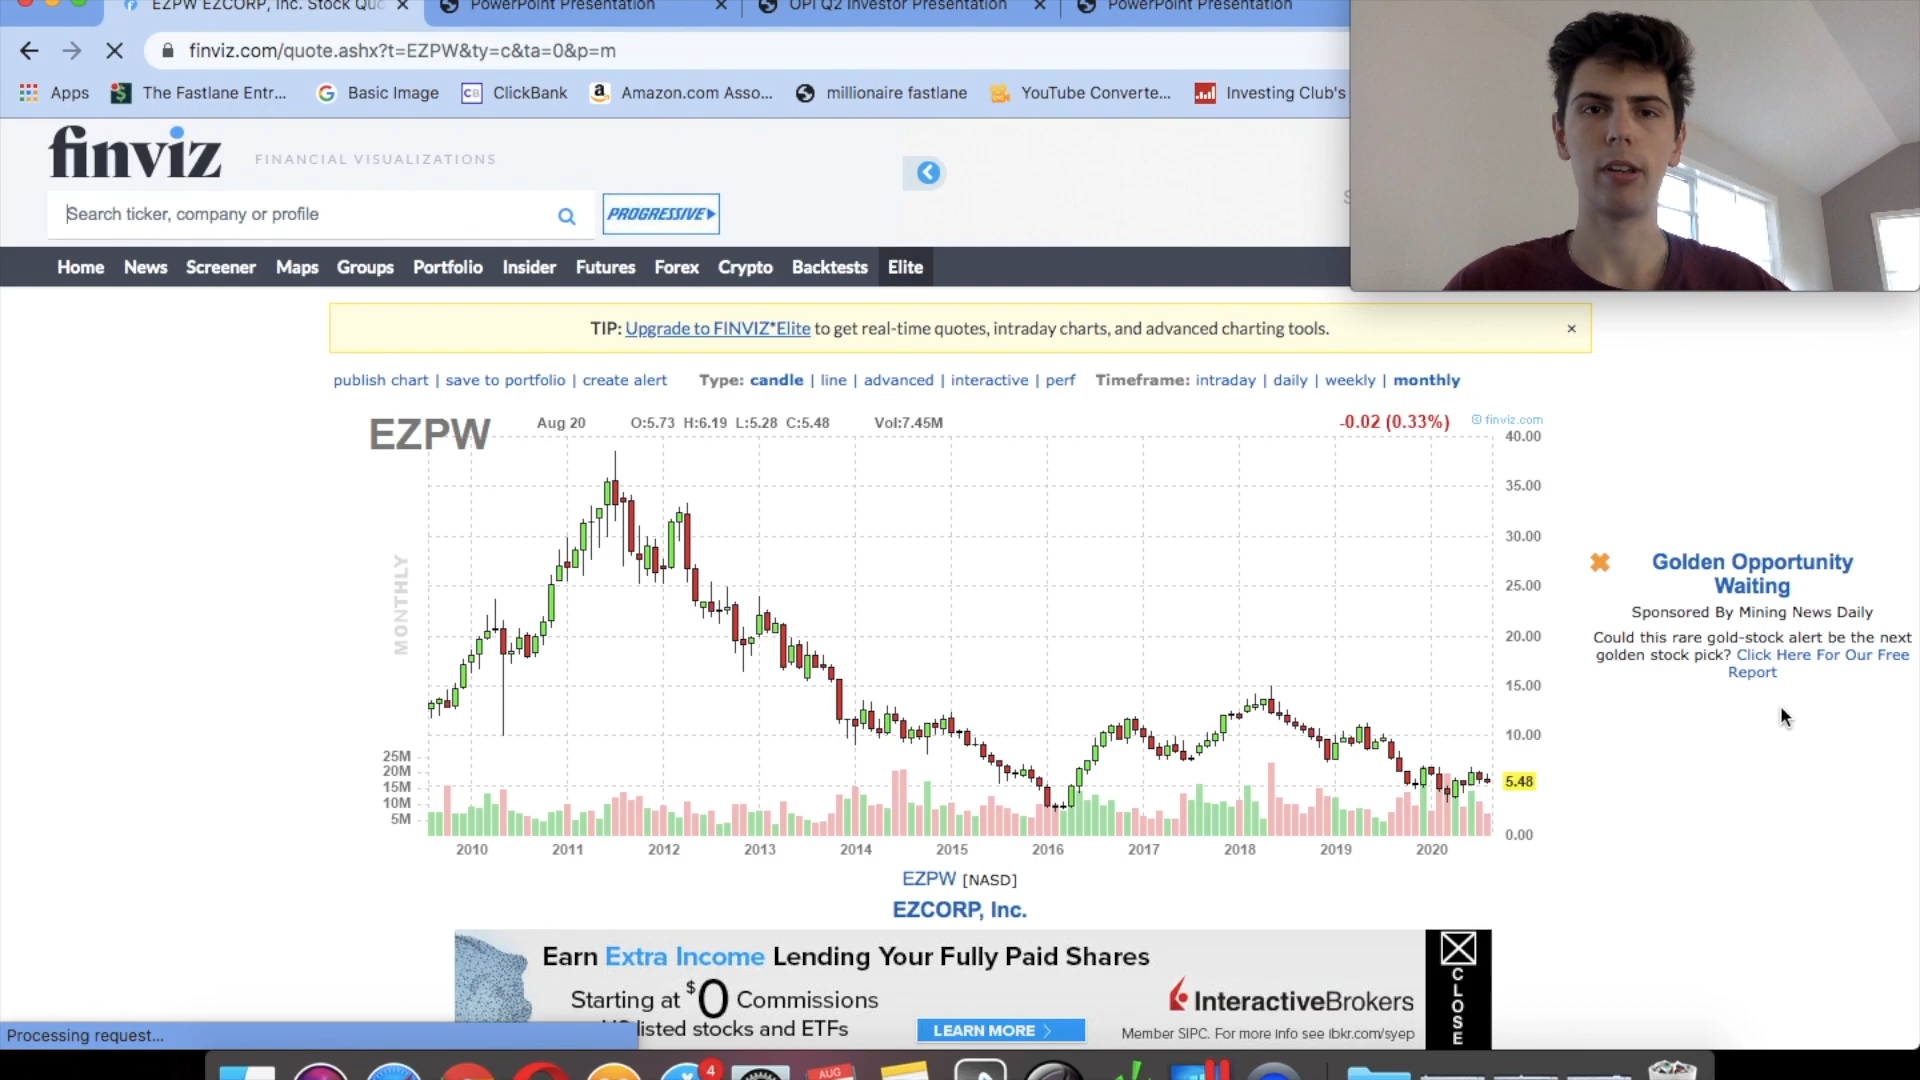 EZPW EZCORP, Inc. Stock Quo
PowerPoint Presentation
OPI Q2 Investor Presentation
PowerPoint Presentation
finviz.com/quote.ashx?t=EZPW&ty=c&ta=0&p=m
Apps
The Fastlane Entr...
Basic Image
CB
ClickBank
Amazon.com Asso...
millionaire fastlane
YouTube Converte...
Investing Club's
finviz
FINANCIAL VISUALIZATIONS
Search ticker, company or profile
PROGRESSIVE
Home News Screener Maps Groups Portfolio Insider Futures Forex Crypto Backtests Elite
TIP: Upgrade to FINVIZ*Elite to get real-time quotes, intraday charts, and advanced charting tools.
×
publish chart | save to portfolio | create alert Type: candle | line | advanced | interactive | perf Timeframe: intraday | daily | weekly | monthly
EZPW
Aug 20 O:5.73 H:6.19 L:5.28 C:5.48 Vol:7.45M
-0.02 (0.33%)
© finviz.com
40.00
35.00
30.00
25.00
20.00
15.00
10.00
5.48
0.00
MONTHLY
25M
20M
15M
10M
5M
2010 2011 2012 2013 2014 2015 2016 2017 2018 2019 2020
Golden Opportunity
Waiting
Sponsored By Mining News Daily
Could this rare gold-stock alert be the next
golden stock pick? Click Here For Our Free
Report
EZPW [NASD]
EZCORP, Inc.
Earn Extra Income Lending Your Fully Paid Shares
Starting at $0 Commissions
listed stocks and ETFs
LEARN MORE >
InteractiveBrokers
Member SIPC. For more info see ibkr.com/syep
CLOSE
Processing request...
4
AUG